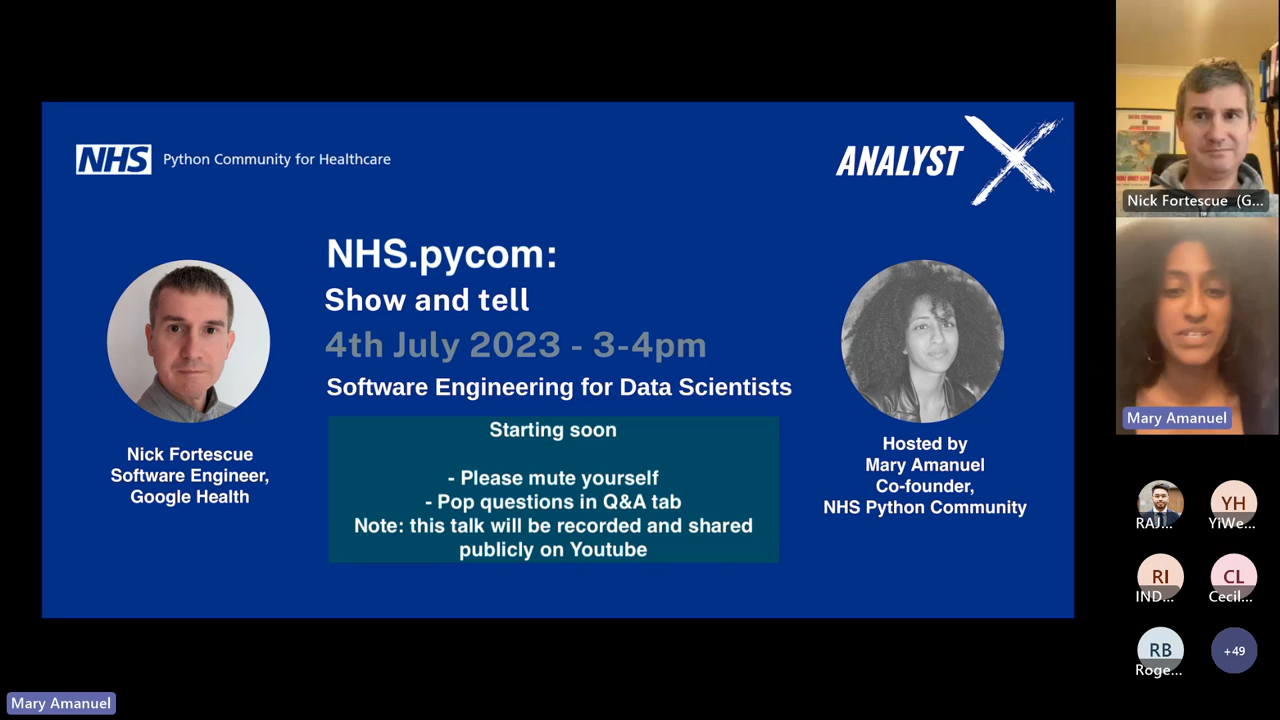 NHS Python Community for Healthcare
ANALYST X
NHS.pycom:
Show and tell
4th July 2023 - 3-4pm
Software Engineering for Data Scientists
Starting soon
- Please mute yourself
- Pop questions in Q&A tab
Note: this talk will be recorded and shared
publicly on Youtube
Nick Fortescue
Software Engineer,
Google Health
Hosted by
Mary Amanuel
Co-founder,
NHS Python Community
Nick Fortescue (G...
Mary Amanuel
RAJ...
YH
YiWe...
RI
IND...
CL
Cecil...
RB
Roge...
+49
Mary Amanuel